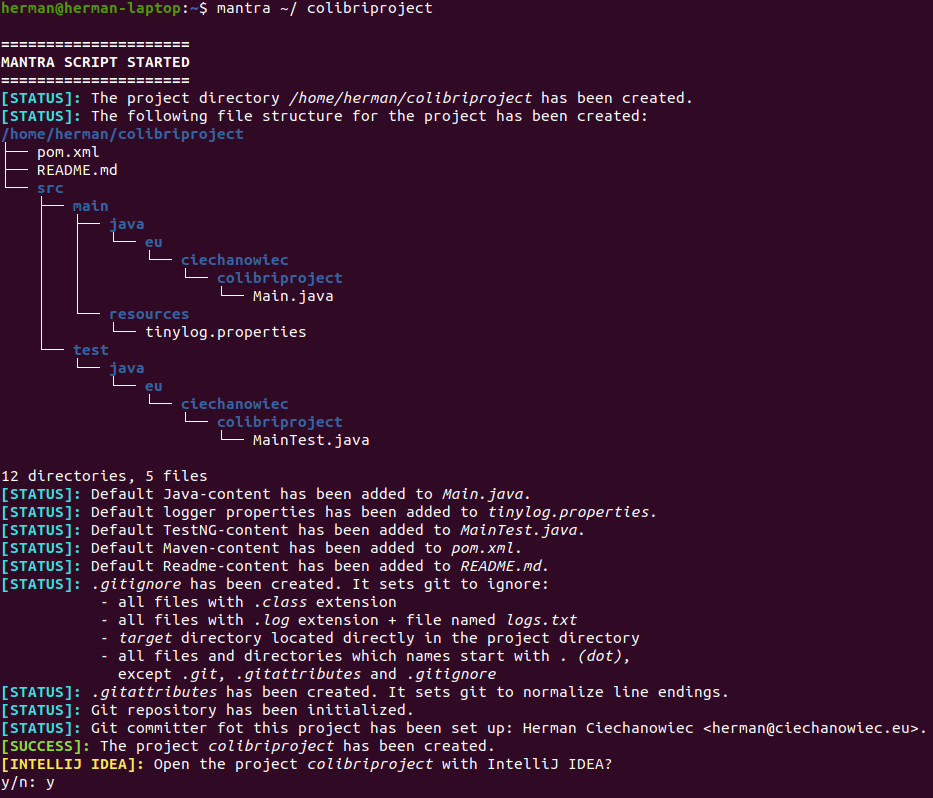 herman@herman-laptop:~$ mantra ~/ colibriproject
=====================
MANTRA SCRIPT STARTED
=====================
[STATUS]: The project directory /home/herman/colibriproject has been created.
[STATUS]: The following file structure for the project has been created:
/home/herman/colibriproject
├── pom.xml
├── README.md
└── src
    ├── main
    │   ├── java
    │   │   └── eu
    │   │       └── ciechanowiec
    │   │           └── colibriproject
    │   │               └── Main.java
    │   └── resources
    │       └── tinylog.properties
    └── test
        └── java
            └── eu
                └── ciechanowiec
                    └── colibriproject
                        └── MainTest.java
12 directories, 5 files
[STATUS]: Default Java-content has been added to Main.java.
[STATUS]: Default logger properties has been added to tinylog.properties.
[STATUS]: Default TestNG-content has been added to MainTest.java.
[STATUS]: Default Maven-content has been added to pom.xml.
[STATUS]: Default Readme-content has been added to README.md.
[STATUS]: .gitignore has been created. It sets git to ignore:
           - all files with .class extension
           - all files with .log extension + file named logs.txt
           - target directory located directly in the project directory
           - all files and directories which names start with . (dot),
             except .git, .gitattributes and .gitignore
[STATUS]: .gitattributes has been created. It sets git to normalize line endings.
[STATUS]: Git repository has been initialized.
[STATUS]: Git committer fot this project has been set up: Herman Ciechanowiec <herman@ciechanowiec.eu>.
[SUCCESS]: The project colibriproject has been created.
[INTELLIJ IDEA]: Open the project colibriproject with IntelliJ IDEA?
y/n: y